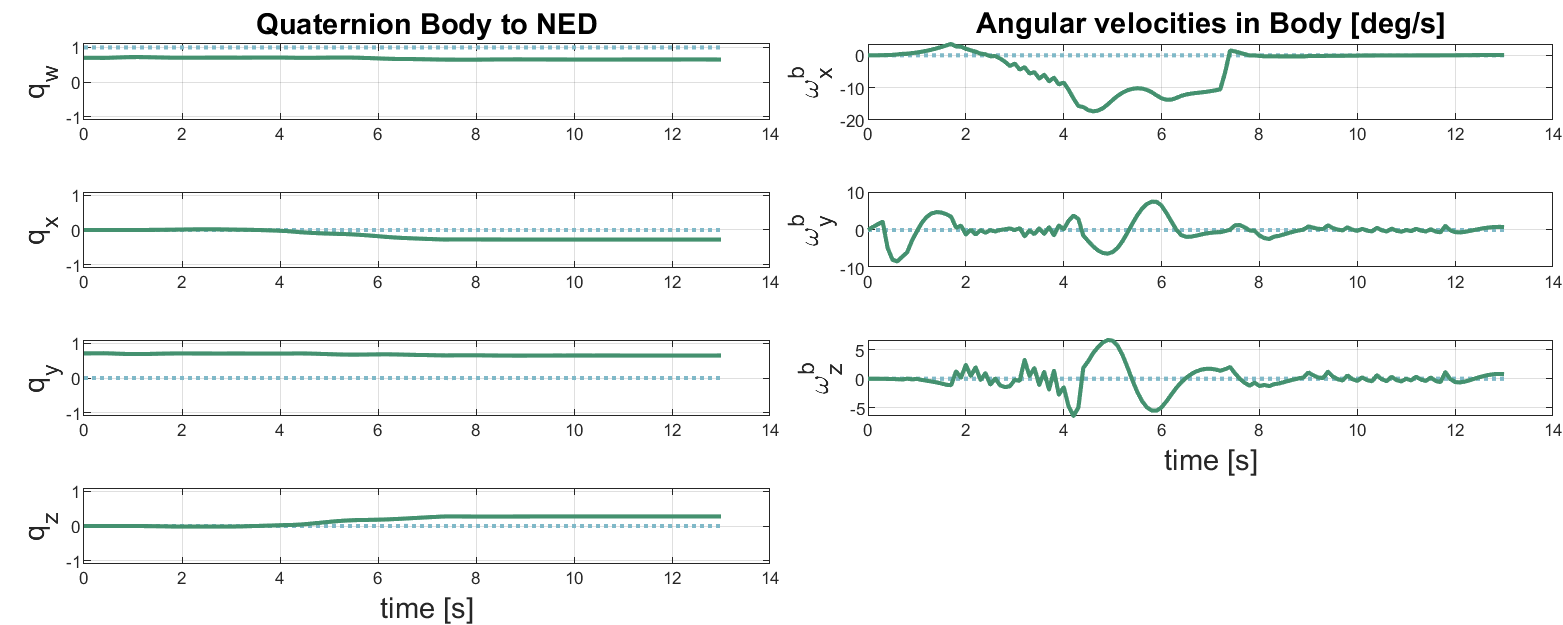 Quaternion Body to NED
q_w
1
0
-1
0 2 4 6 8 10 12 14
q_x
1
0
-1
0 2 4 6 8 10 12 14
q_y
1
0
-1
0 2 4 6 8 10 12 14
q_z
1
0
-1
0 2 4 6 8 10 12 14
time [s]
Angular velocities in Body [deg/s]
ω_x^b
0
-10
-20
0 2 4 6 8 10 12 14
ω_y^b
10
0
-10
0 2 4 6 8 10 12 14
ω_z^b
5
0
-5
0 2 4 6 8 10 12 14
time [s]